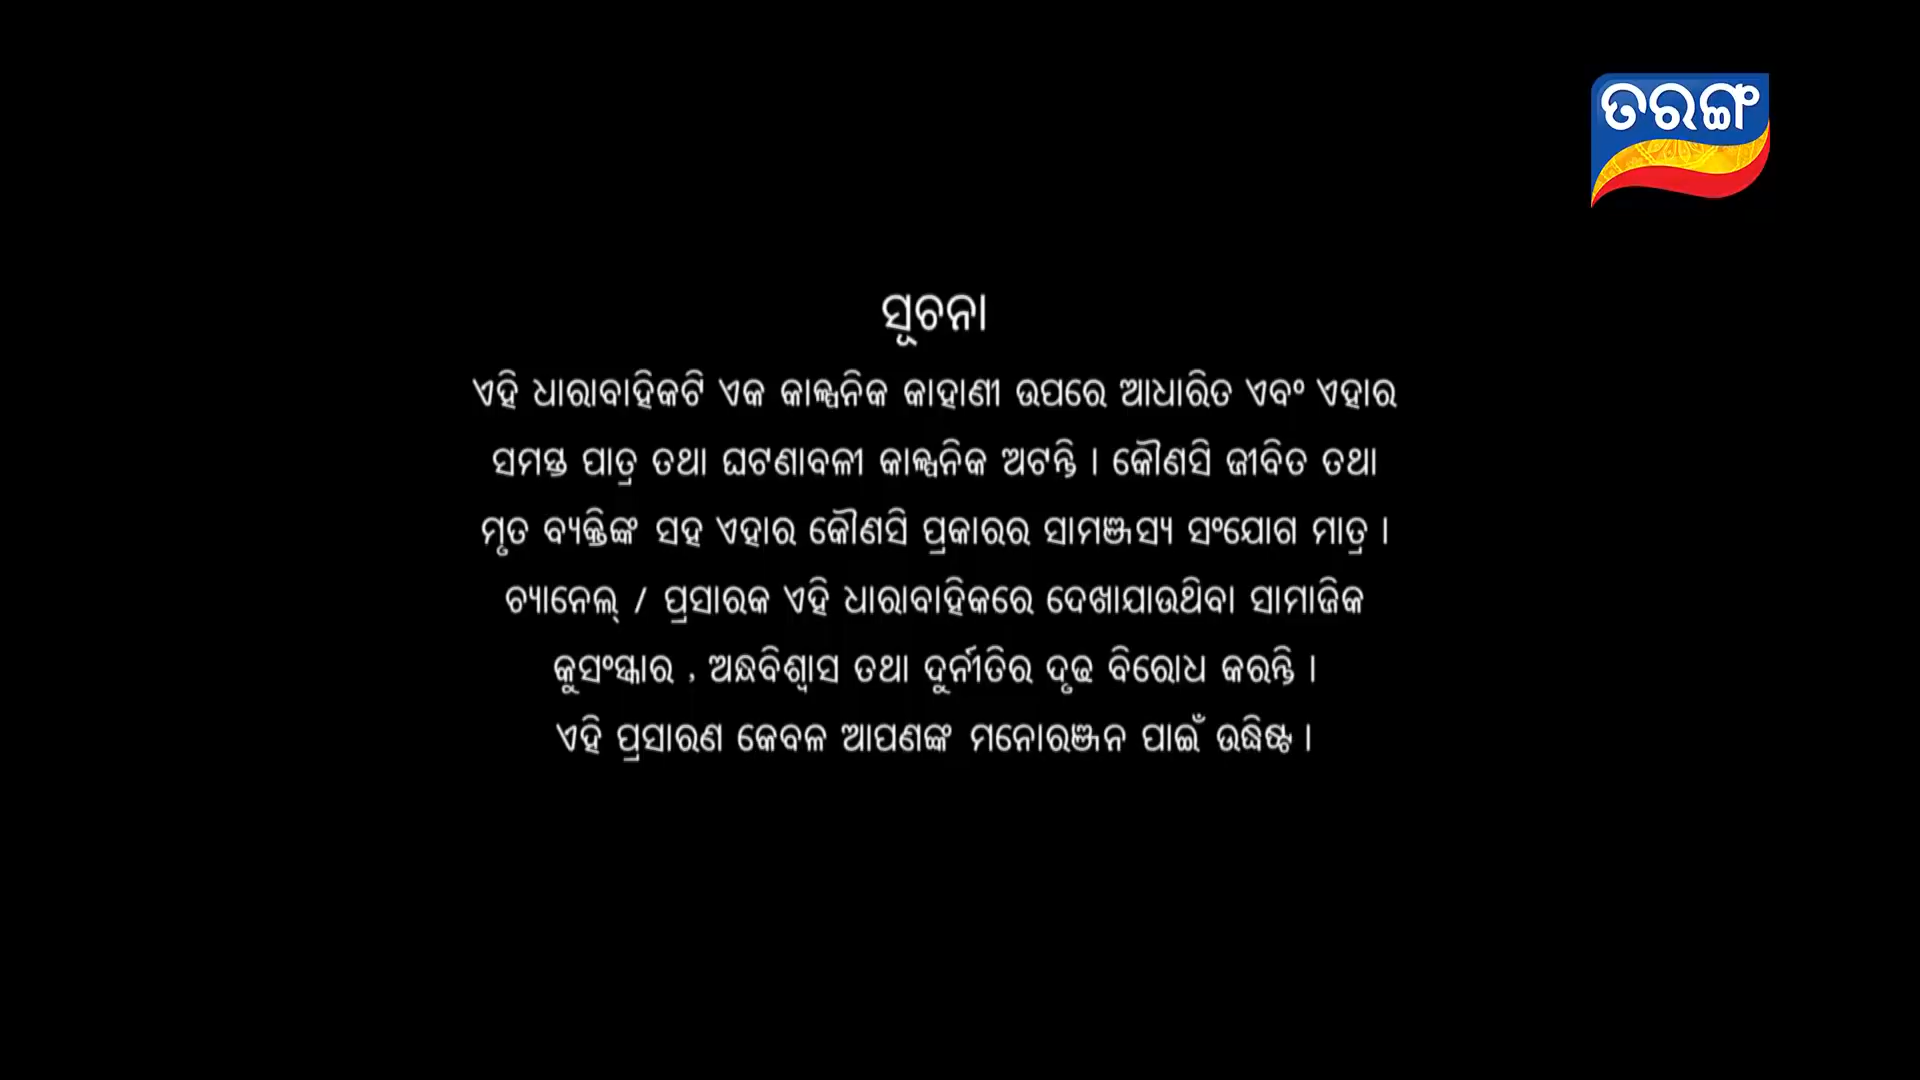 ତରଙ୍ଗ
ସୂଚନା
ଏହି ଧାରାବାହିକଟି ଏକ କାଳ୍ପନିକ କାହାଣୀ ଉପରେ ଆଧାରିତ ଏବଂ ଏହାର
ସମସ୍ତ ପାତ୍ର ତଥା ଘଟଣାବଳୀ କାଳ୍ପନିକ ଅଟନ୍ତି । କୌଣସି ଜୀବିତ ତଥା
ମୃତ ବ୍ୟକ୍ତିଙ୍କ ସହ ଏହାର କୌଣସି ପ୍ରକାରର ସାମଞ୍ଜସ୍ୟ ସଂଯୋଗ ମାତ୍ର ।
ଚ୍ୟାନେଲ୍ / ପ୍ରସାରକ ଏହି ଧାରାବାହିକରେ ଦେଖାଯାଉଥିବା ସାମାଜିକ
କୁସଂସ୍କାର , ଅନ୍ଧବିଶ୍ୱାସ ତଥା ଦୁର୍ନୀତିର ଦୃଢ ବିରୋଧ କରନ୍ତି ।
ଏହି ପ୍ରସାରଣ କେବଳ ଆପଣଙ୍କ ମନୋରଞ୍ଜନ ପାଇଁ ଉଦ୍ଧିଷ୍ଟ ।